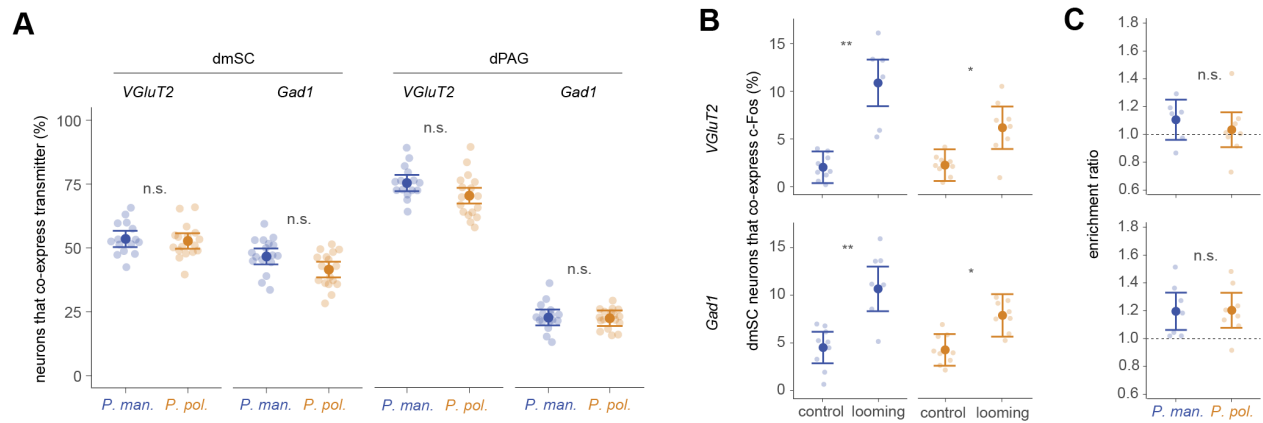 A
dmSC
dPAG
VGluT2
Gad1
VGluT2
Gad1
neurons that co-express transmitter (%)
100
75
50
25
0
n.s.
n.s.
n.s.
n.s.
P. man.
P. pol.
P. man.
P. pol.
P. man.
P. pol.
P. man.
P. pol.
B
VGluT2
Gad1
dmSC neurons that co-express c-Fos (%)
15
10
5
0
**
*
15
10
5
0
**
*
control
looming
control
looming
C
enrichment ratio
1.8
1.6
1.4
1.2
1.0
0.8
0.6
n.s.
1.8
1.6
1.4
1.2
1.0
0.8
0.6
n.s.
P. man.
P. pol.